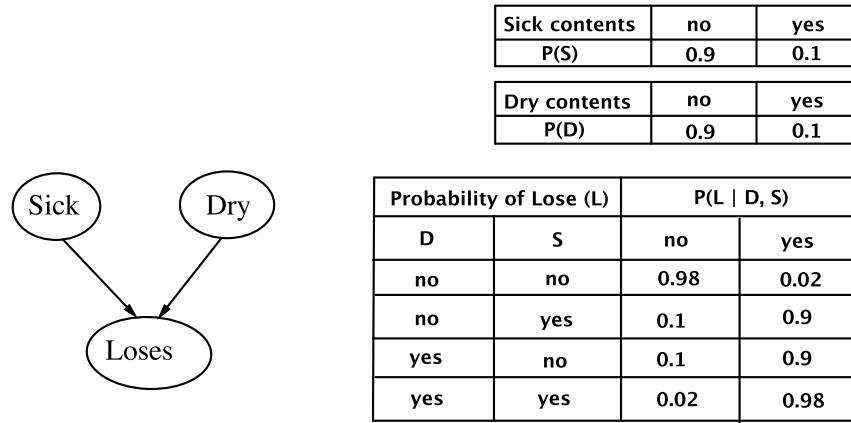 Sick contents no yes
P(S) 0.9 0.1
Dry contents no yes
P(D) 0.9 0.1
Sick Dry
Loses
Probability of Lose (L) P(L | D, S)
D S no yes
no no 0.98 0.02
no yes 0.1 0.9
yes no 0.1 0.9
yes yes 0.02 0.98